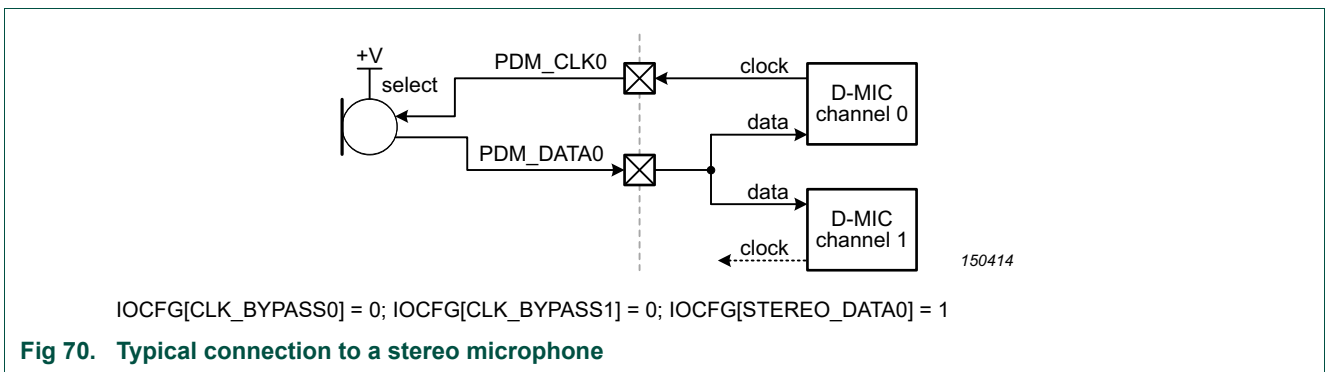 +V
select
PDM_CLK0
clock
D-MIC
channel 0
data
PDM_DATA0
data
D-MIC
channel 1
clock
150414
IOCFG[CLK_BYPASS0] = 0; IOCFG[CLK_BYPASS1] = 0; IOCFG[STEREO_DATA0] = 1
Fig 70. Typical connection to a stereo microphone